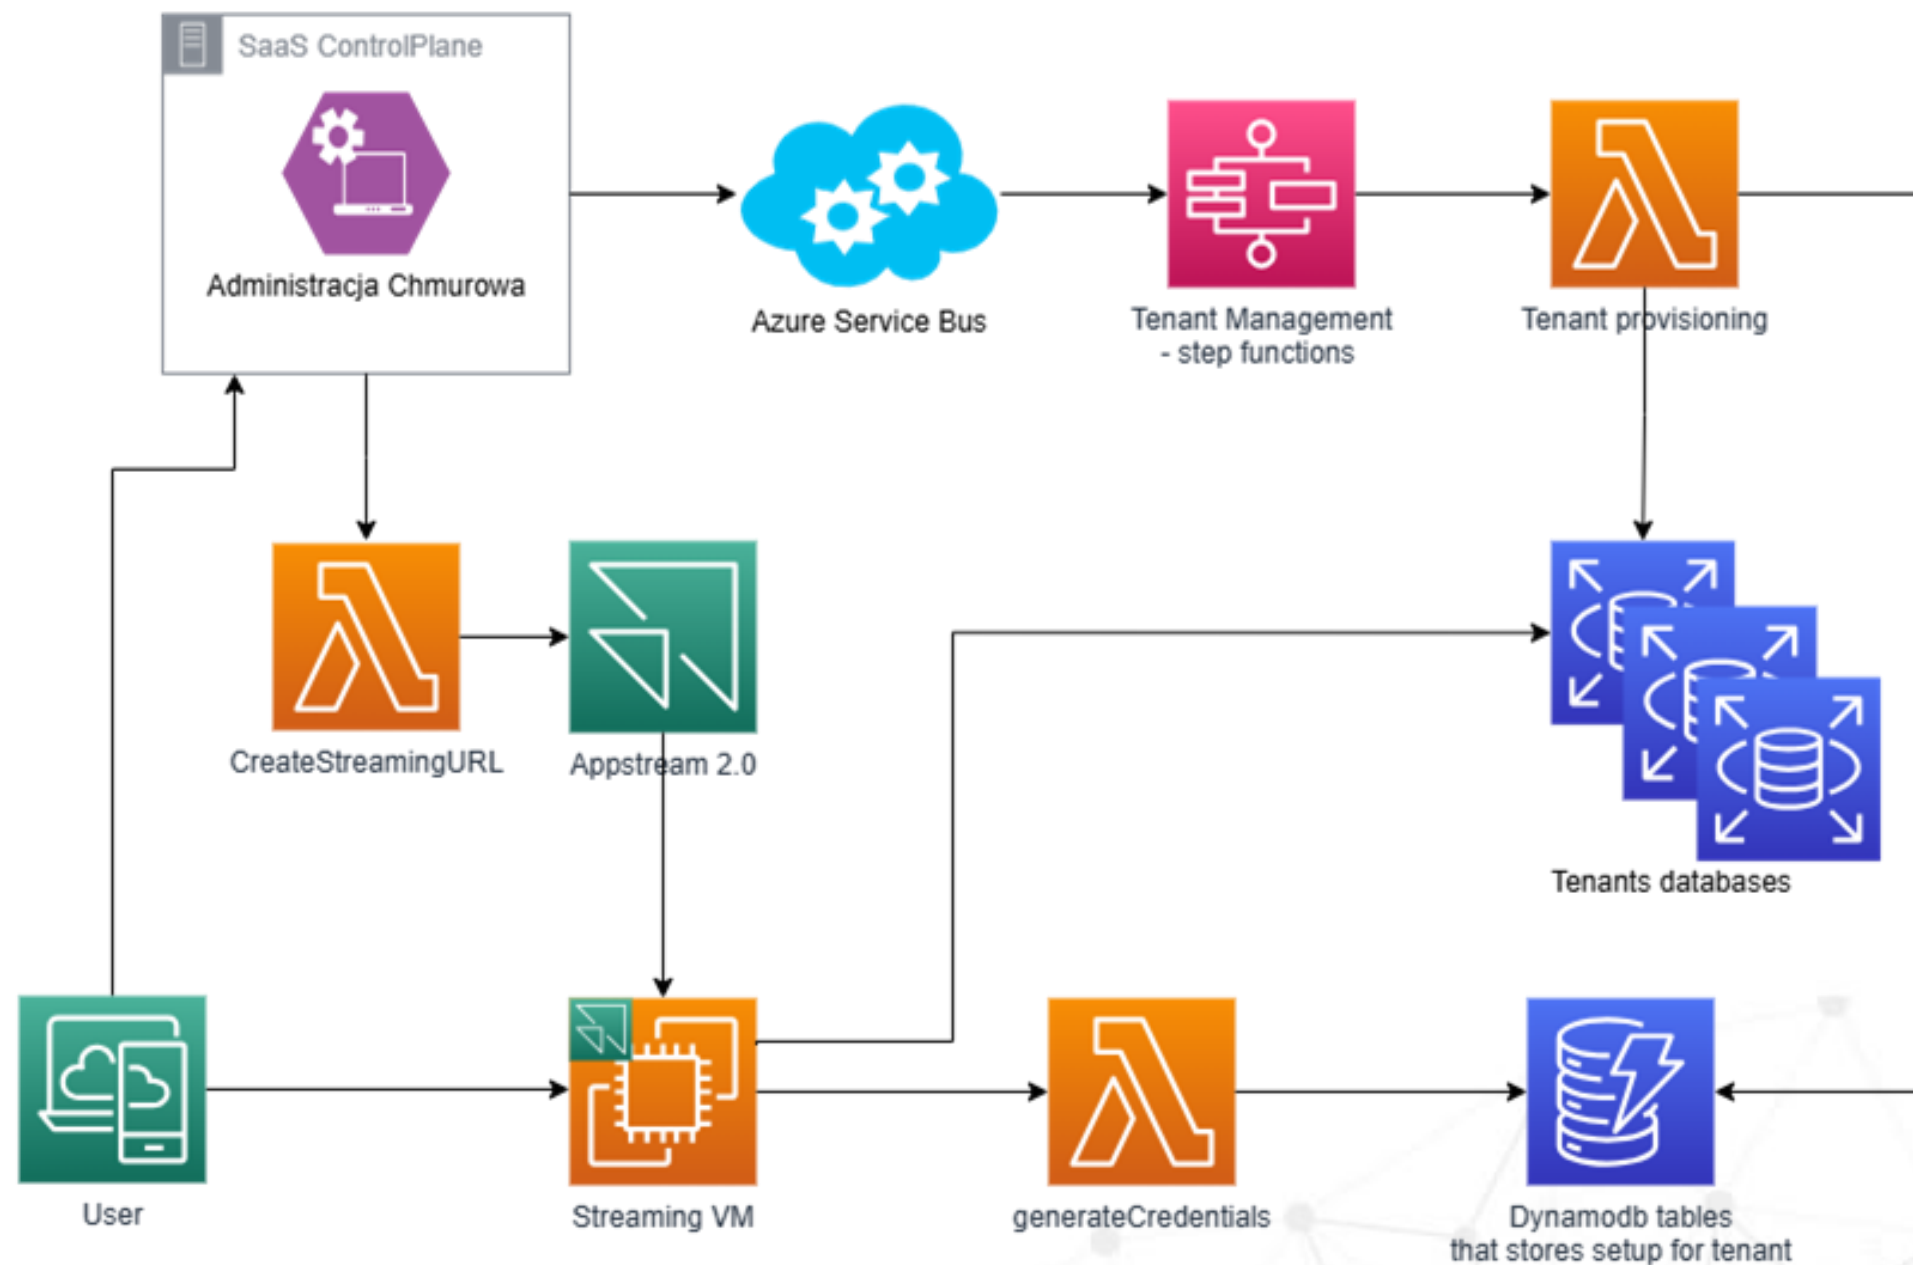 SaaS ControlPlane
Administracja Chmurowa
Azure Service Bus
Tenant Management
- step functions
Tenant provisioning
CreateStreamingURL
Appstream 2.0
Tenants databases
User
Streaming VM
generateCredentials
Dynamodb tables
that stores setup for tenant